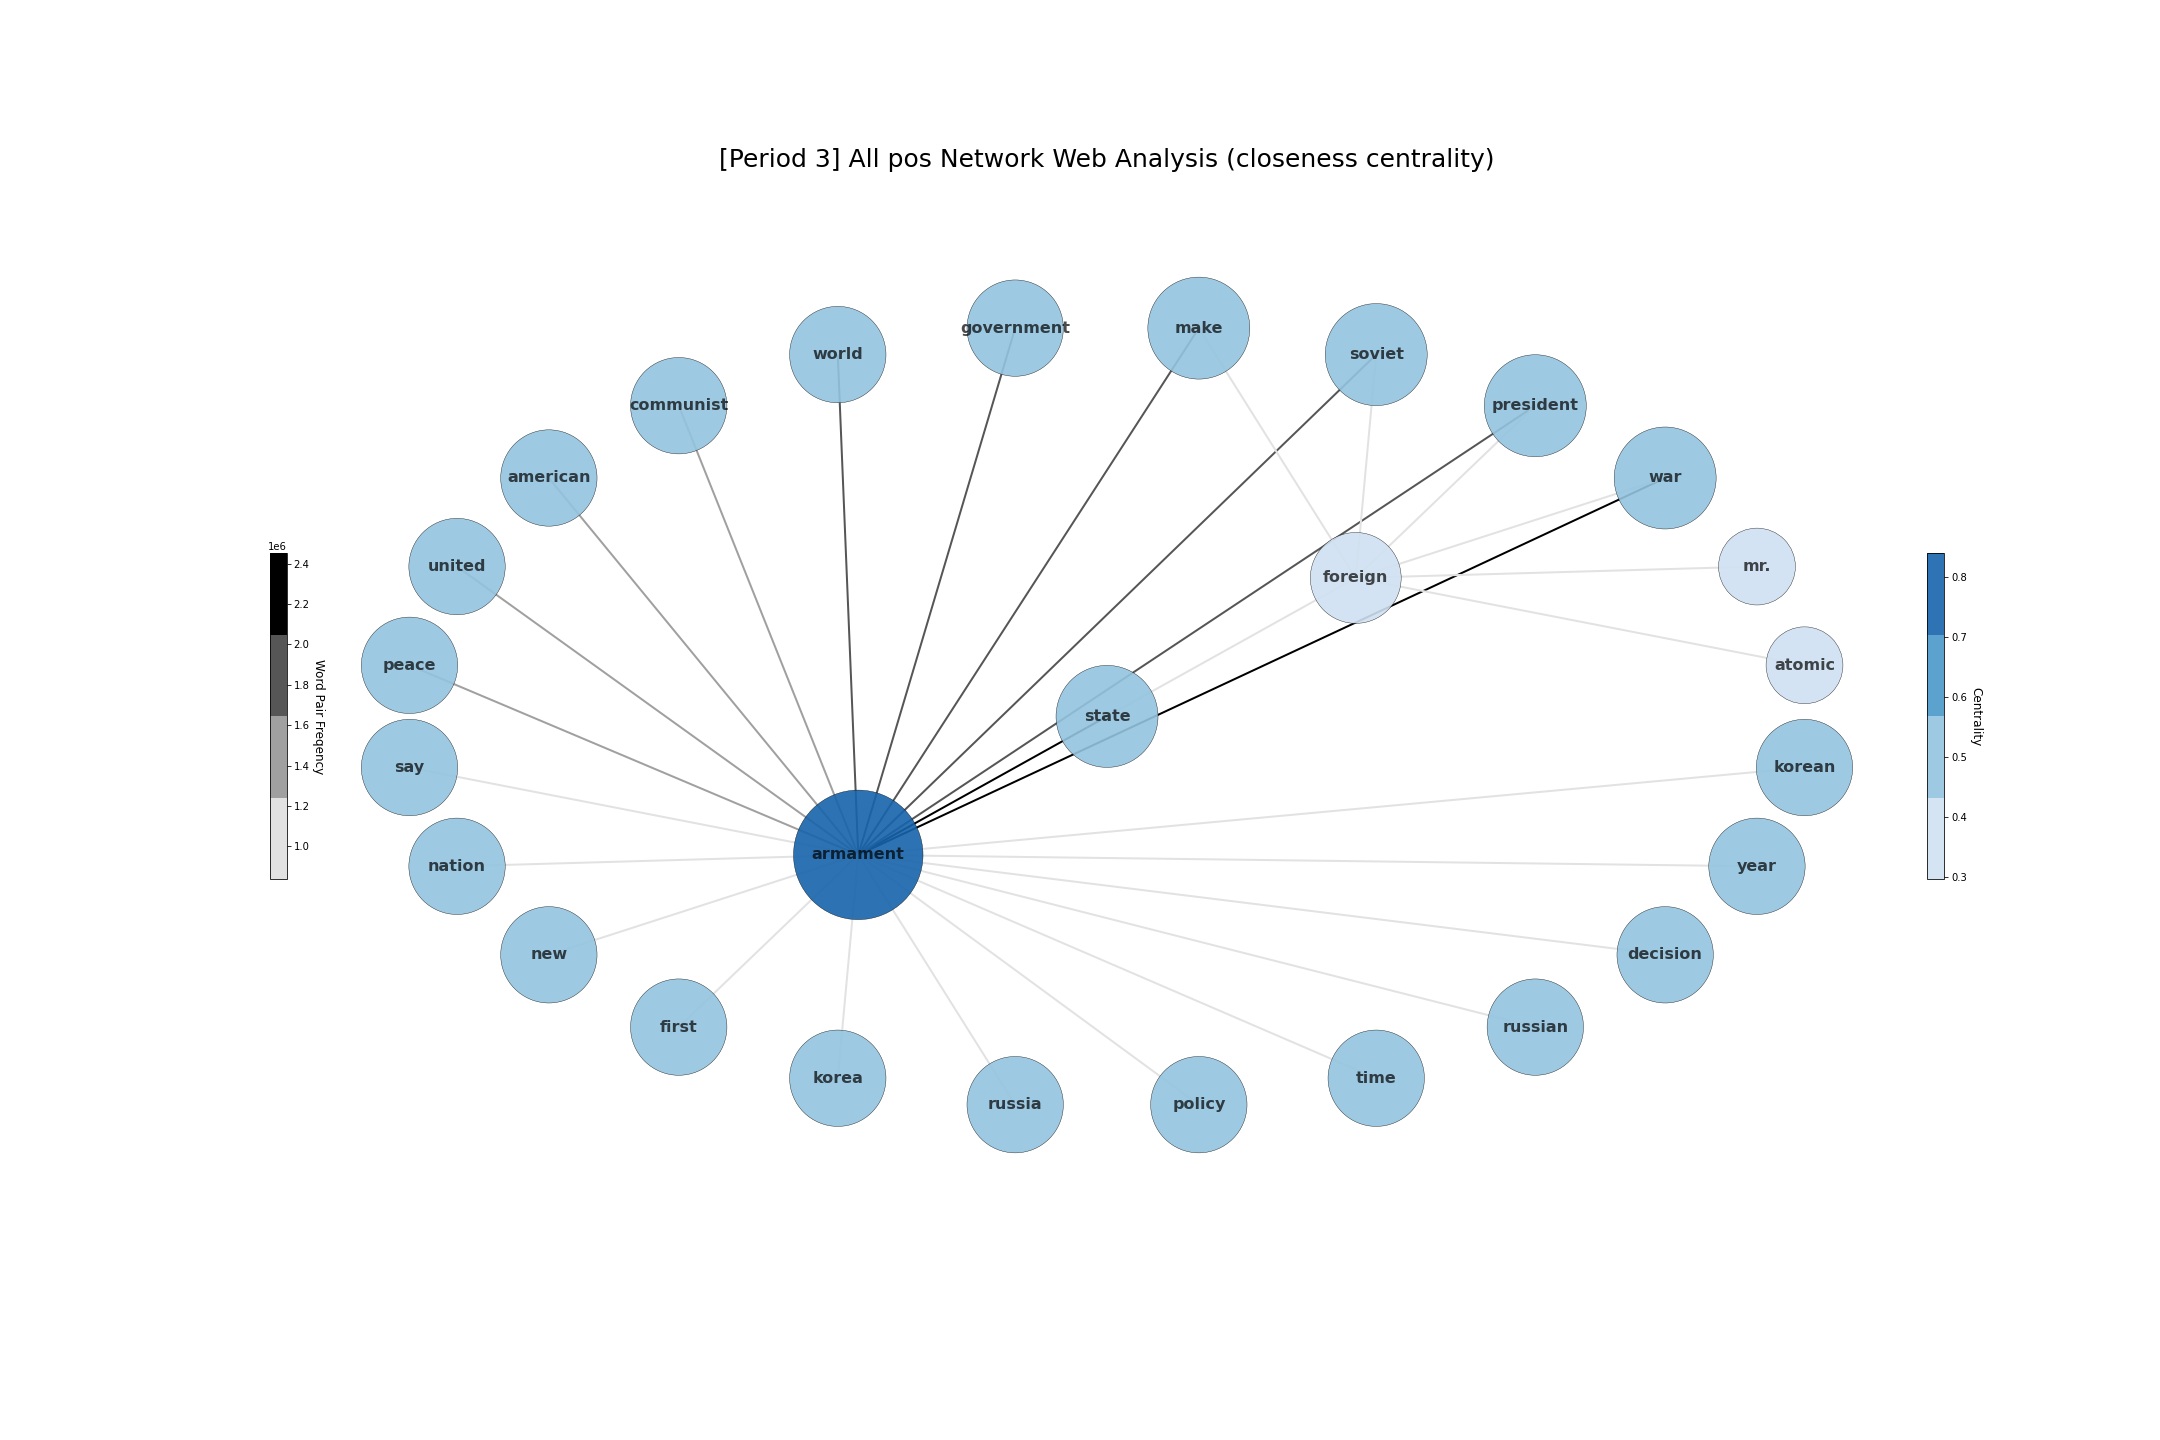 [Period 3] All pos Network Web Analysis (closeness centrality)
government
make
world
soviet
communist
president
american
war
united
mr.
foreign
peace
atomic
state
say
korean
armament
nation
year
new
decision
first
russian
korea
time
russia
policy
1e6
2.4
2.2
2.0
1.8
1.6
1.4
1.2
1.0
Word Pair Freqency
0.8
0.7
0.6
0.5
0.4
0.3
Centrality